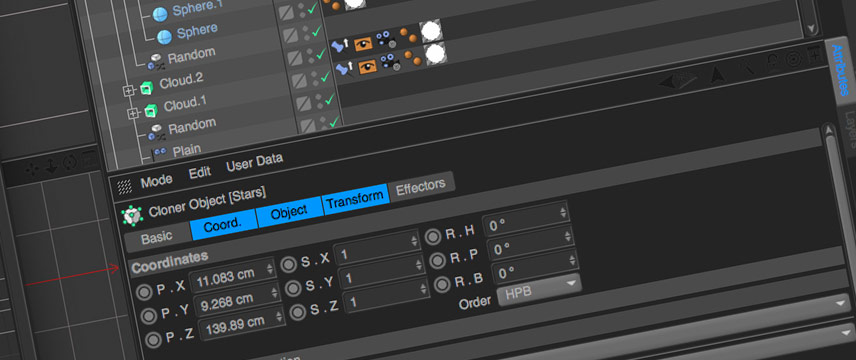 Sphere.1
Sphere
Random
Cloud.2
Cloud.1
Random
Plain
Attributes
Layers
Mode Edit User Data
Cloner Object [Stars]
Basic Coord. Object Transform Effectors
Coordinates
P . X 11.083 cm S . X 1 R . H 0 °
P . Y 9.268 cm S . Y 1 R . P 0 °
P . Z 139.89 cm S . Z 1 R . B 0 °
Order HPB